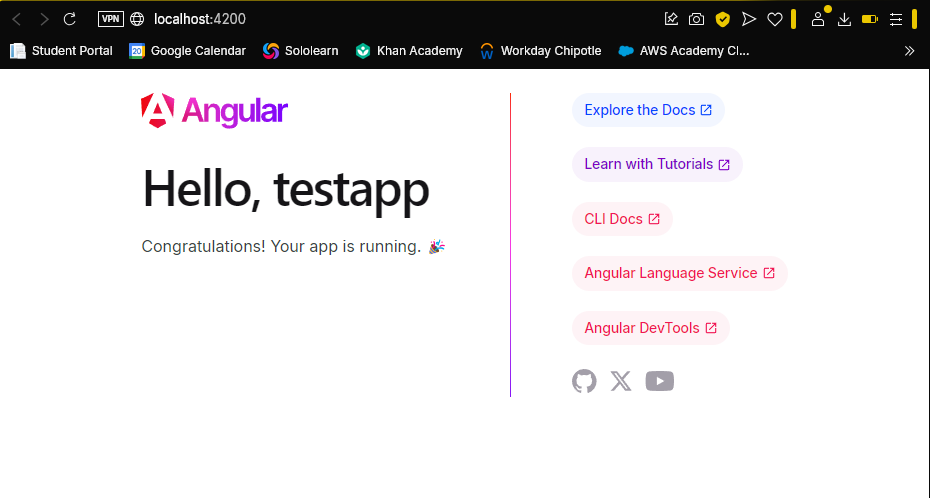 VPN localhost:4200
Student Portal 20 Google Calendar Sololearn Khan Academy W Workday Chipotle AWS Academy Cl...
Angular
Hello, testapp
Congratulations! Your app is running. 🎉
Explore the Docs
Learn with Tutorials
CLI Docs
Angular Language Service
Angular DevTools